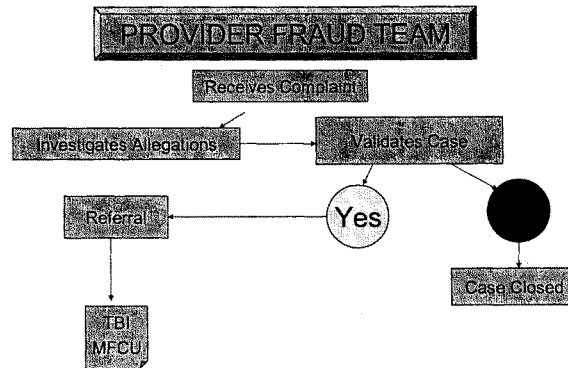 PROVIDER FRAUD TEAM
Receives Complaint
Investigates Allegations
Validates Case
Referral
Yes
Case Closed
TBI
MFCU